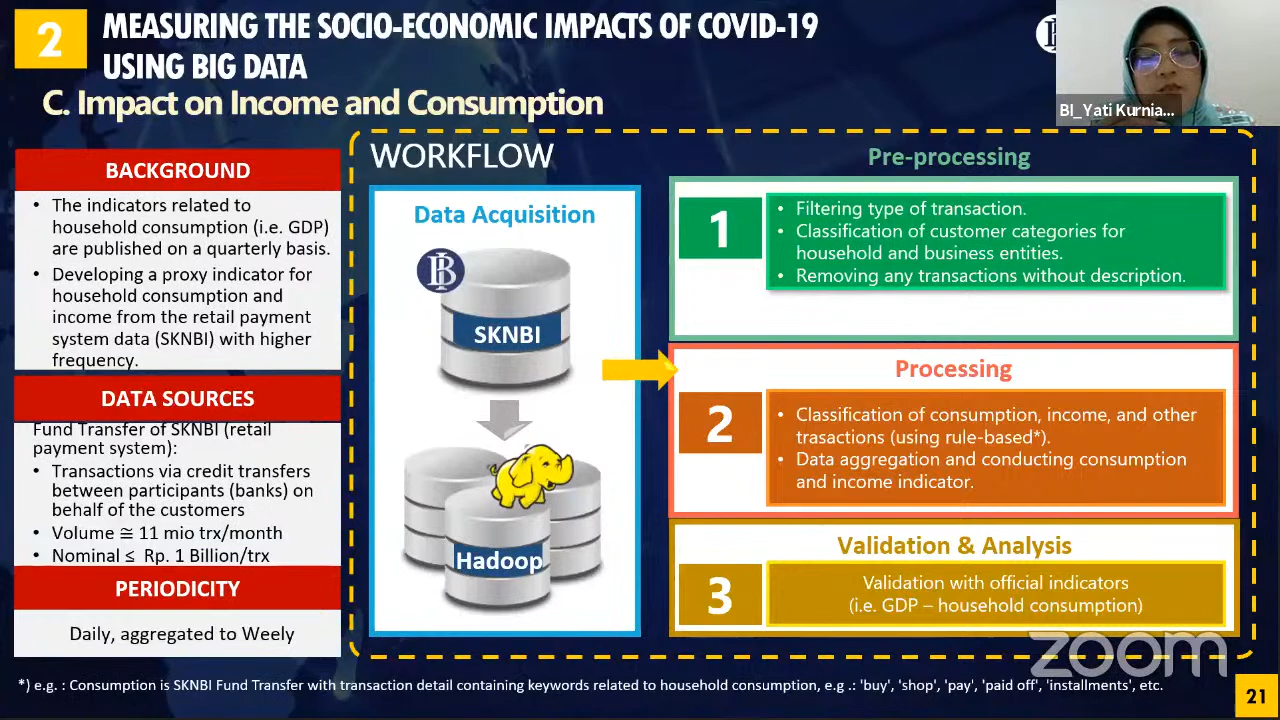 2
MEASURING THE SOCIO-ECONOMIC IMPACTS OF COVID-19
USING BIG DATA
C. Impact on Income and Consumption
BI_Yati Kurnia...
BACKGROUND
• The indicators related to
household consumption (i.e. GDP)
are published on a quarterly basis.
• Developing a proxy indicator for
household consumption and
income from the retail payment
system data (SKNBI) with higher
frequency.
DATA SOURCES
Fund Transfer of SKNBI (retail
payment system):
• Transactions via credit transfers
between participants (banks) on
behalf of the customers
• Volume ≅ 11 mio trx/month
• Nominal ≤ Rp. 1 Billion/trx
PERIODICITY
Daily, aggregated to Weely
WORKFLOW
Data Acquisition
SKNBI
Hadoop
Pre-processing
1
• Filtering type of transaction.
• Classification of customer categories for
household and business entities.
• Removing any transactions without description.
Processing
2
• Classification of consumption, income, and other
trasactions (using rule-based*).
• Data aggregation and conducting consumption
and income indicator.
Validation & Analysis
3
Validation with official indicators
(i.e. GDP – household consumption)
zoom
*) e.g. : Consumption is SKNBI Fund Transfer with transaction detail containing keywords related to household consumption, e.g .: 'buy', 'shop', 'pay', 'paid off', 'installments', etc.
21